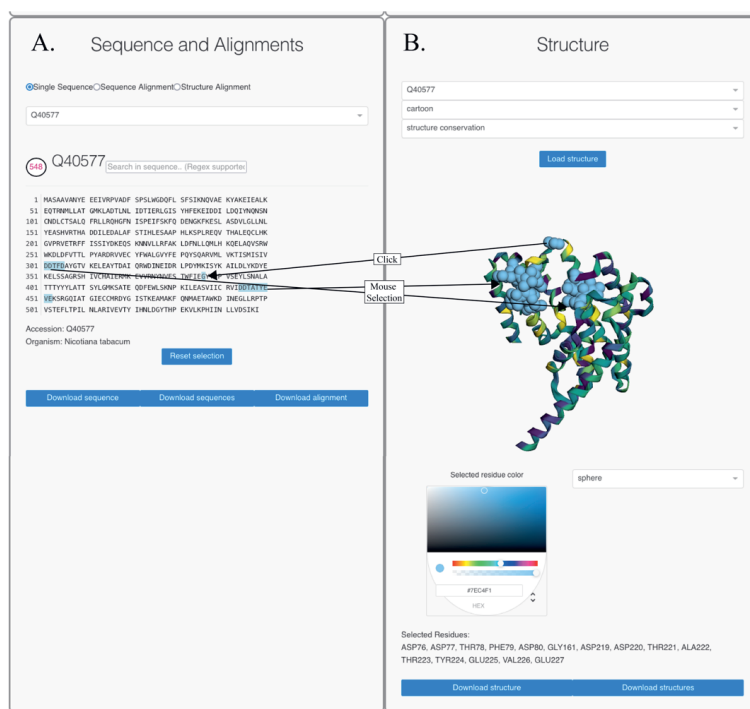 A.
Sequence and Alignments
Single Sequence Sequence Alignment Structure Alignment
Q40577
548 Q40577 Search in sequence.. (Regex supported
1 MASAAVANYE EEIVRPVADF SPSLWGDQFL SFSIKNQVAE KYAKEIEALK
51 EQTRNMLLAT GMKLADTLNL IDTIERLGIS YHFEKEIDDI LDQIYNQNSN
101 CNDLCTSALQ FRLLRQHGFN ISPEIFSKFQ DENGKFKESL ASDVLGLLNL
151 YEASHVRTHA DDILEDALAF STIHLESAAP HLKSPLREQV THALEQCLHK
201 GVPRVETRFF ISSIYDKEQS KNNVLLRFAK LDFNLLQMLH KQELAQVSRW
251 WKDLDFVTTL PYARDRVVEC YFWALGVYFE PQYSQARVML VKTISMISIV
301 DDTFDAYGTV KELEAYTDAI QRWDINEIDR LPDYMKISYK AILDLYKDYE
351 KELSSAGRSH IVCHAIERMK EVVRNYNVES VSEYLSNALA
401 TTTYYYLATT SYLGMKSATE QDFEWLSKNP KILEASVIIC RVIDDTATYE
451 VEKSRGQIAT GIECCMRDYG ISTKEAMAKF QNMAETAWKD INEGLLRPTP
501 VSTEFLTPIL NLARIVEVTY IHNLDGYTHP EKVLKPHIIN LLVDSIKI
Accession: Q40577
Organism: Nicotiana tabacum
Reset selection
Download sequence Download sequences Download alignment
Click
Mouse
Selection
B.
Structure
Q40577
cartoon
structure conservation
Load structure
Selected residue color
sphere
#7EC4F1
HEX
Selected Residues:
ASP76, ASP77, THR78, PHE79, ASP80, GLY161, ASP219, ASP220, THR221, ALA222,
THR223, TYR224, GLU225, VAL226, GLU227
Download structure Download structures